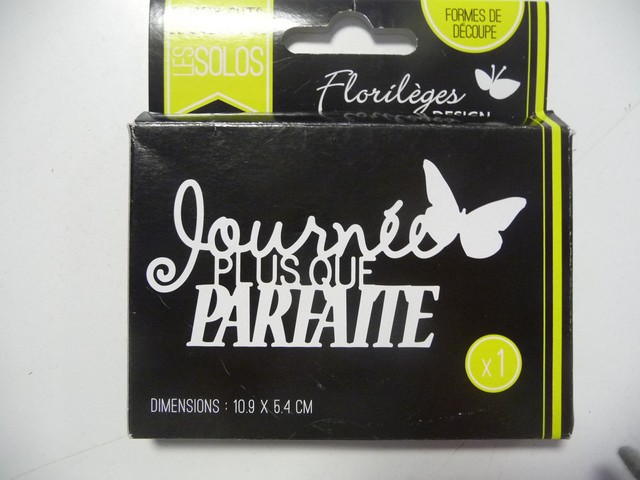 LES SOLOS
FORMES DE
DÉCOUPE
Florilèges
DESIGN
Journée
PLUS QUE
PARFAITE
x1
DIMENSIONS : 10.9 X 5.4 CM